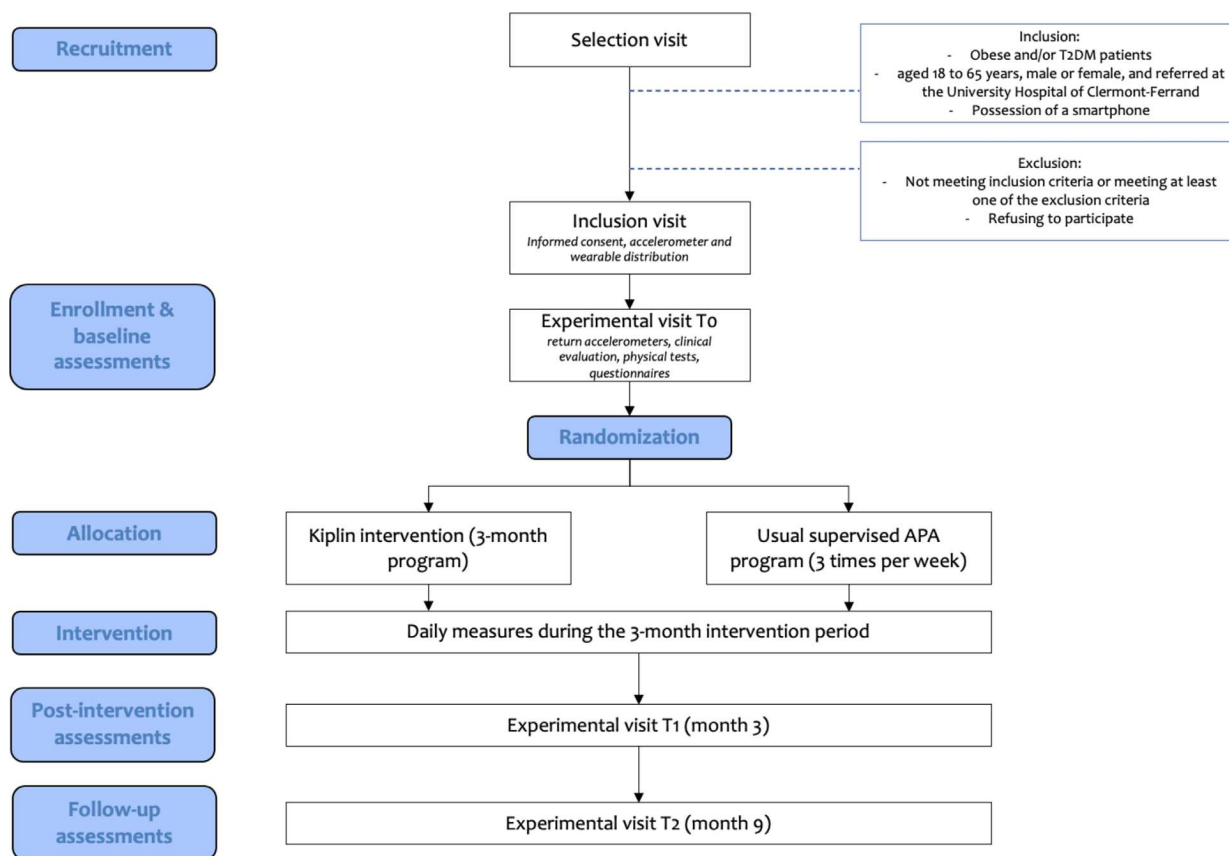 Recruitment
Selection visit
Inclusion:
- Obese and/or T2DM patients
- aged 18 to 65 years, male or female, and referred at
the University Hospital of Clermont-Ferrand
- Possession of a smartphone
Exclusion:
- Not meeting inclusion criteria or meeting at least
one of the exclusion criteria
- Refusing to participate
Inclusion visit
Informed consent, accelerometer and
wearable distribution
Enrollment &
baseline
assessments
Experimental visit T0
return accelerometers, clinical
evaluation, physical tests,
questionnaires
Randomization
Allocation
Kiplin intervention (3-month
program)
Usual supervised APA
program (3 times per week)
Intervention
Daily measures during the 3-month intervention period
Post-intervention
assessments
Experimental visit T1 (month 3)
Follow-up
assessments
Experimental visit T2 (month 9)